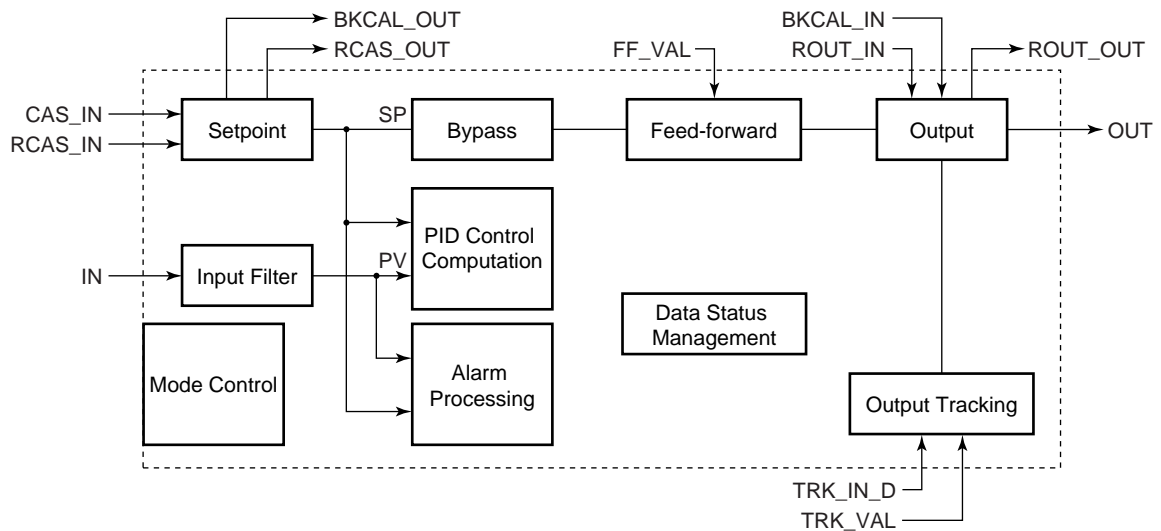 BKCAL_OUT
RCAS_OUT
BKCAL_IN
ROUT_IN
ROUT_OUT
FF_VAL
CAS_IN
RCAS_IN
Setpoint
SP
Bypass
Feed-forward
Output
OUT
PID Control
Computation
IN
Input Filter
PV
Data Status
Management
Mode Control
Alarm
Processing
Output Tracking
TRK_IN_D
TRK_VAL